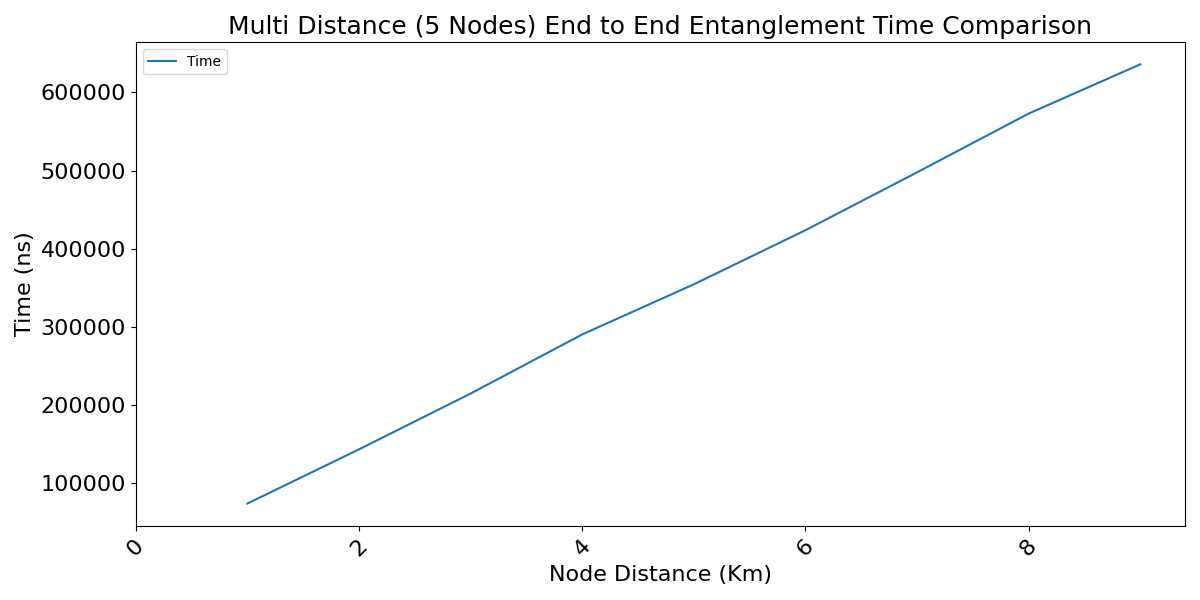 Multi Distance (5 Nodes) End to End Entanglement Time Comparison
Time
600000
500000
400000
300000
200000
100000
Time (ns)
0 2 4 6 8
Node Distance (Km)